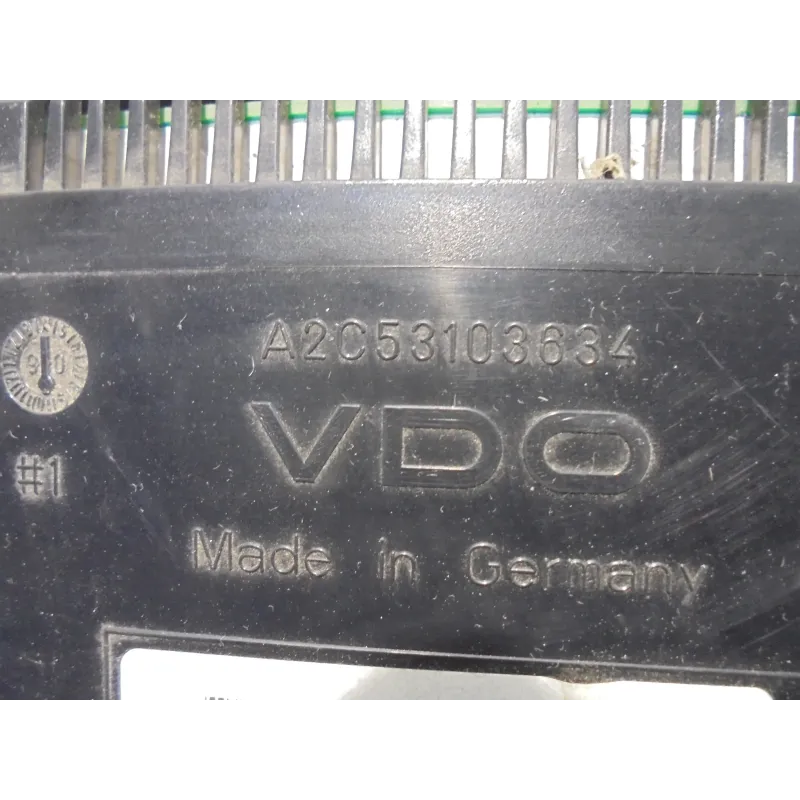 A2C53103634
VDO
#1
Made in Germany